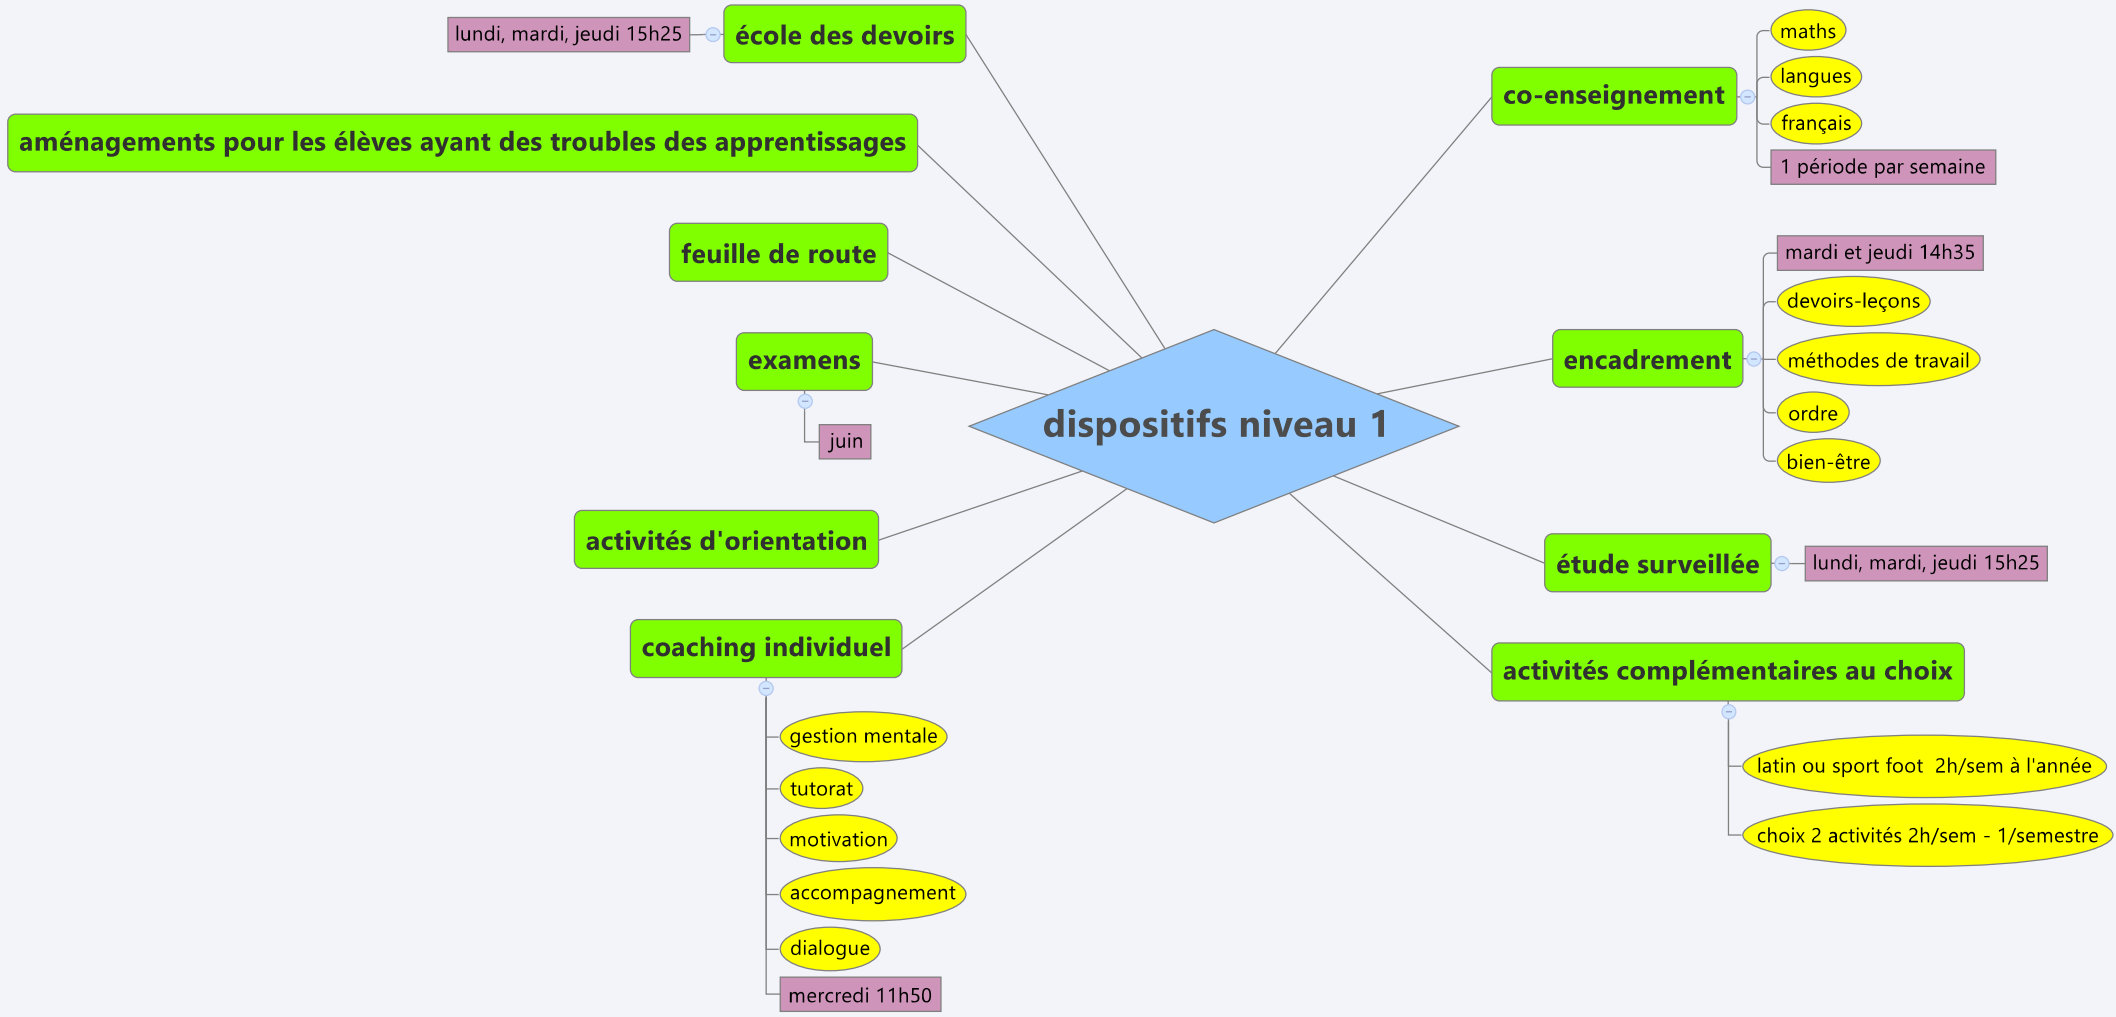 dispositifs niveau 1
co-enseignement
maths
langues
français
1 période par semaine
encadrement
mardi et jeudi 14h35
devoirs-leçons
méthodes de travail
ordre
bien-être
étude surveillée
lundi, mardi, jeudi 15h25
activités complémentaires au choix
latin ou sport foot  2h/sem à l'année
choix 2 activités 2h/sem - 1/semestre
école des devoirs
lundi, mardi, jeudi 15h25
aménagements pour les élèves ayant des troubles des apprentissages
feuille de route
examens
juin
activités d'orientation
coaching individuel
gestion mentale
tutorat
motivation
accompagnement
dialogue
mercredi 11h50